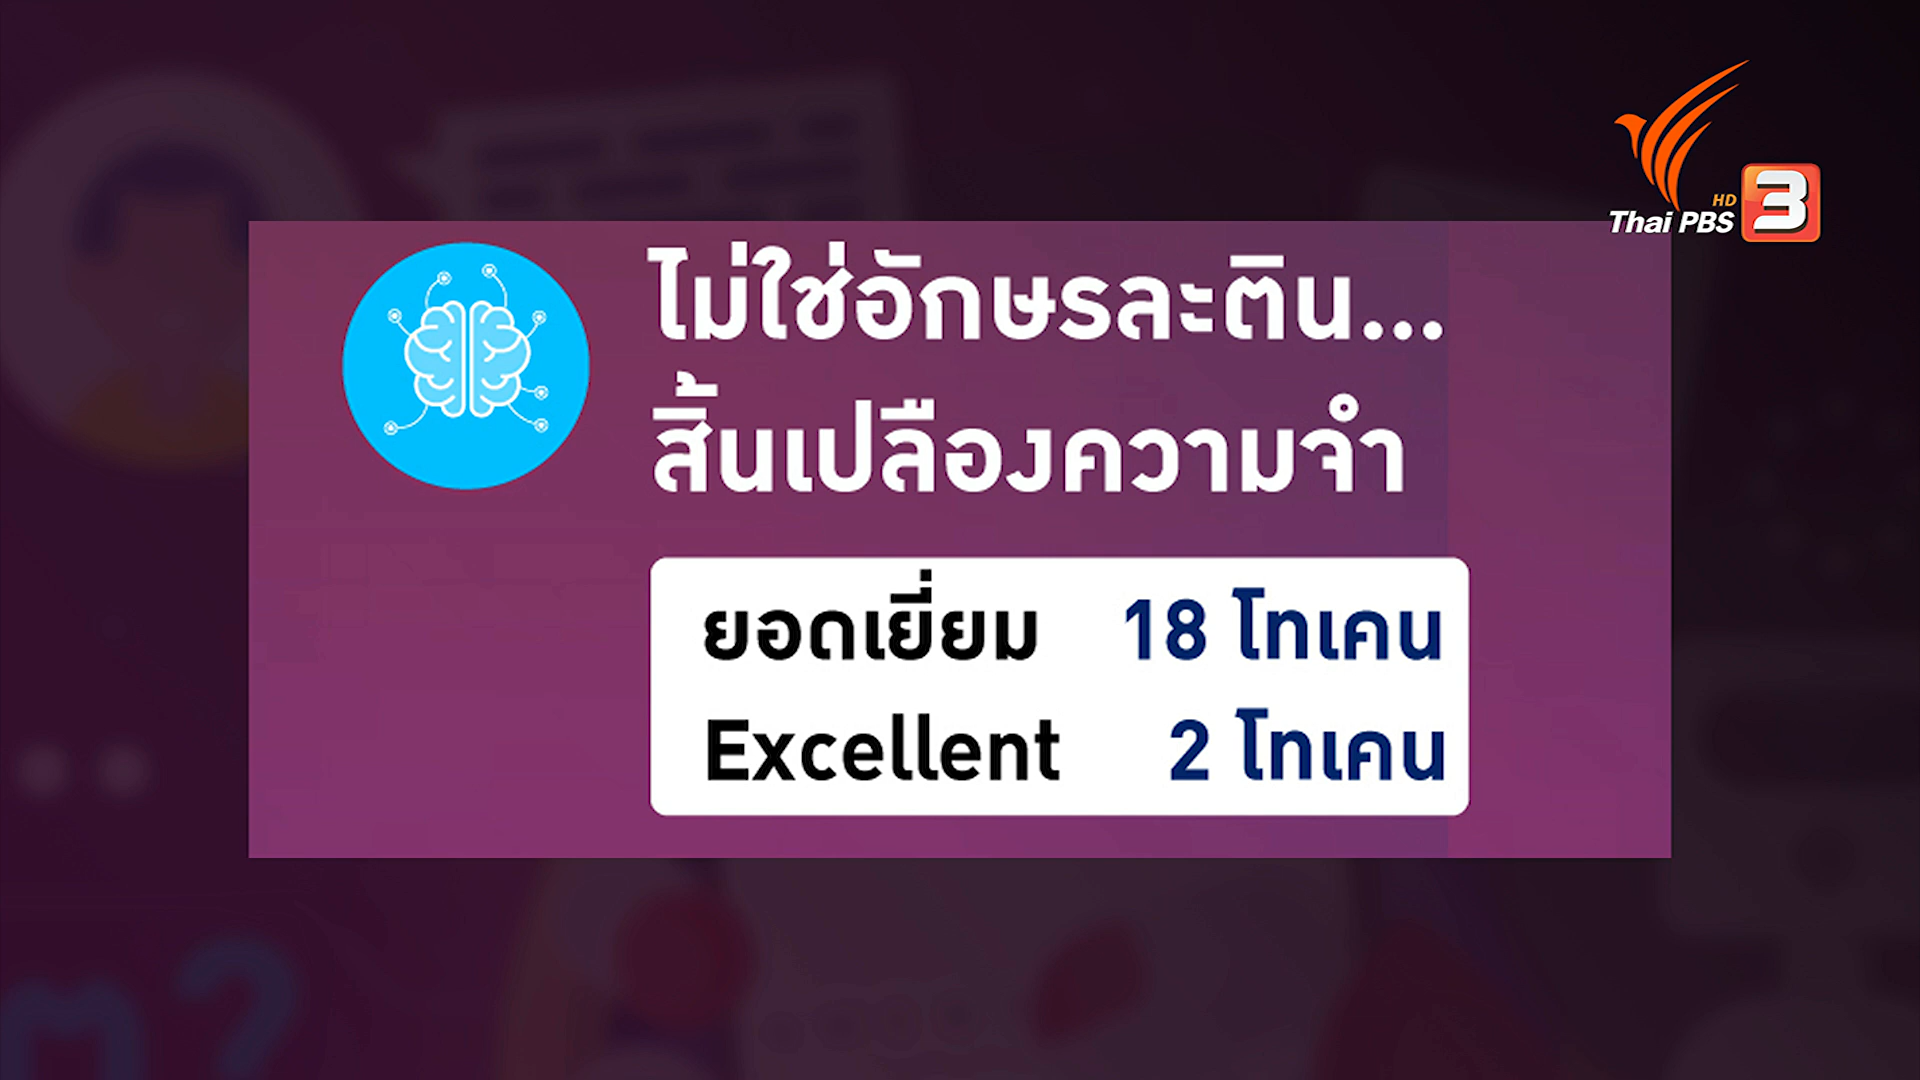 HD
Thai PBS 3
ไม่ใช่อักษรละติน...
สิ้นเปลืองความจำ
ยอดเยี่ยม 18 โทเคน
Excellent 2 โทเคน